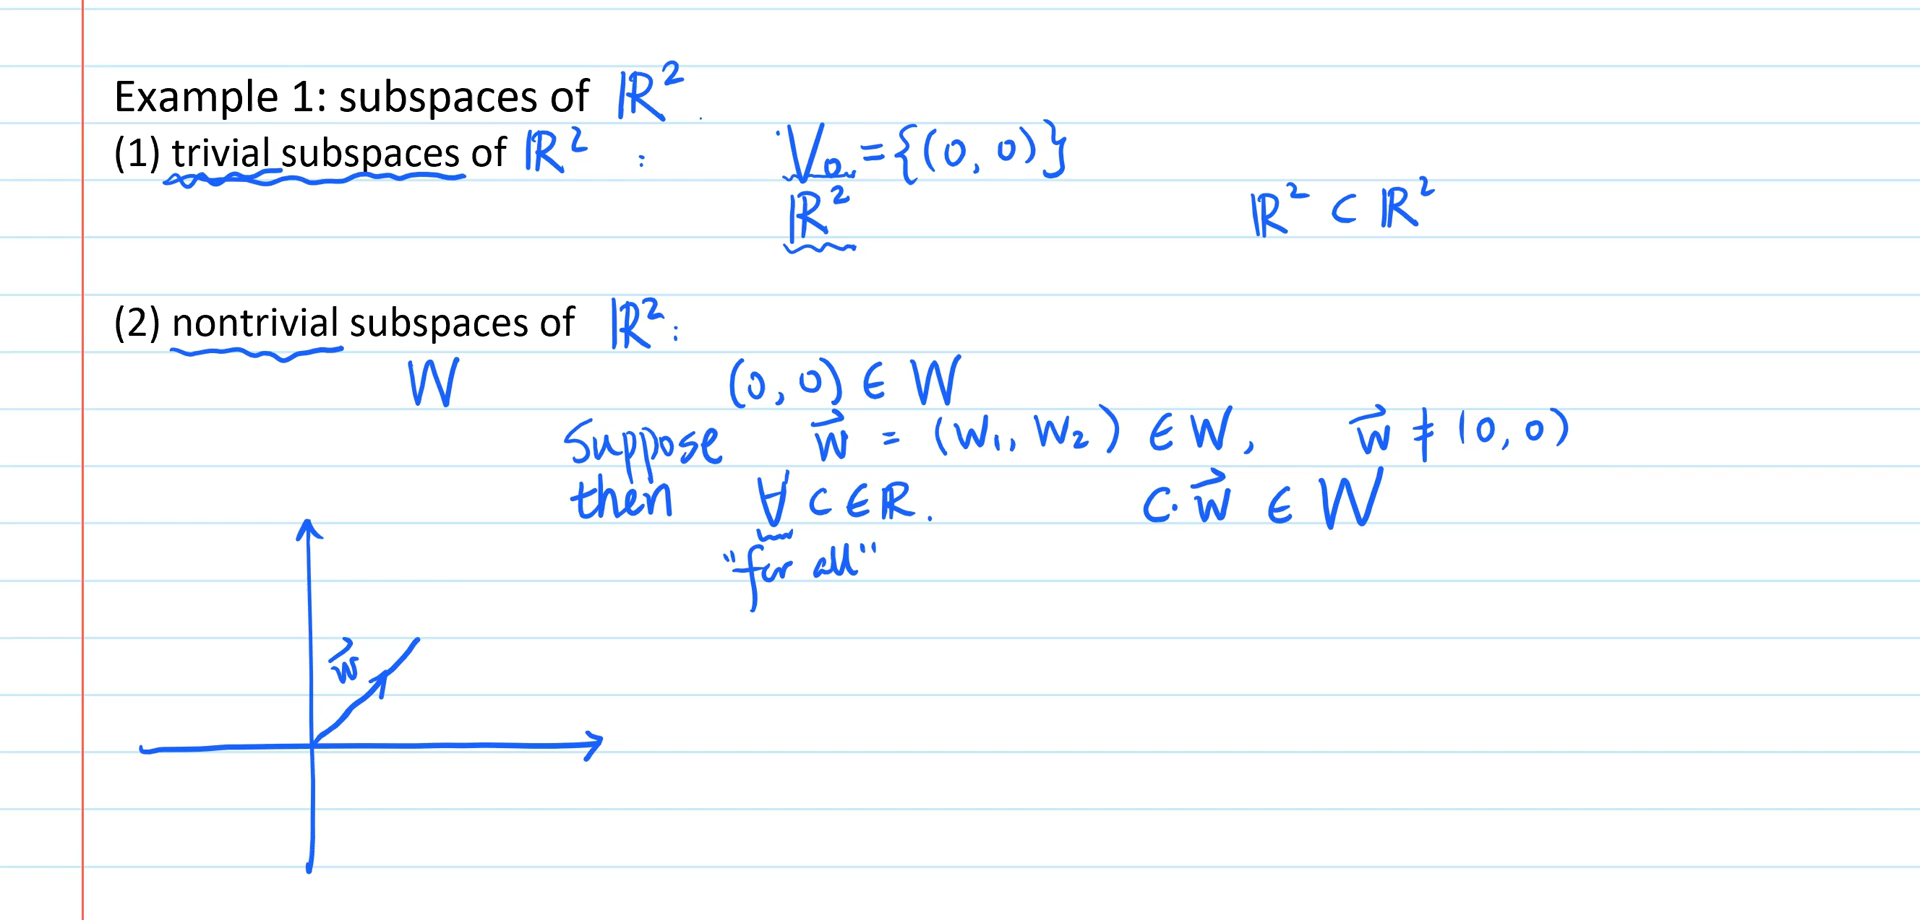 Example 1: subspaces of ℝ²
(1) trivial subspaces of ℝ² : V₀ = {(0, 0)}
ℝ² ℝ² ⊂ ℝ²
(2) nontrivial subspaces of ℝ² :
W (0, 0) ∈ W
Suppose w⃗ = (w₁, w₂) ∈ W, w⃗ ≠ (0, 0)
then ∀ c ∈ ℝ. c · w⃗ ∈ W
"for all"
w⃗